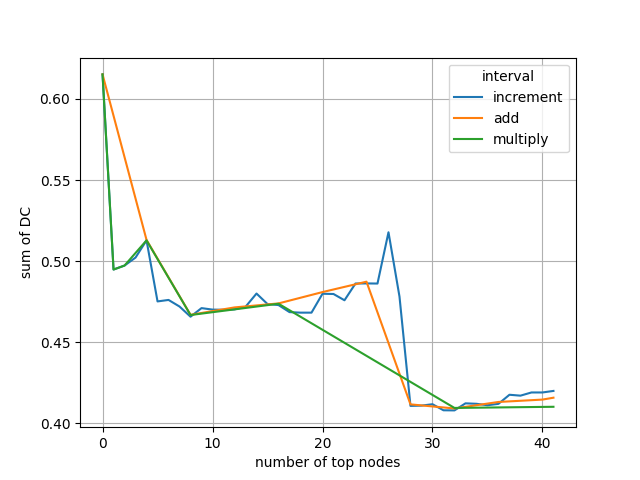 interval
increment
add
multiply
sum of DC
0.60
0.55
0.50
0.45
0.40
0 10 20 30 40
number of top nodes